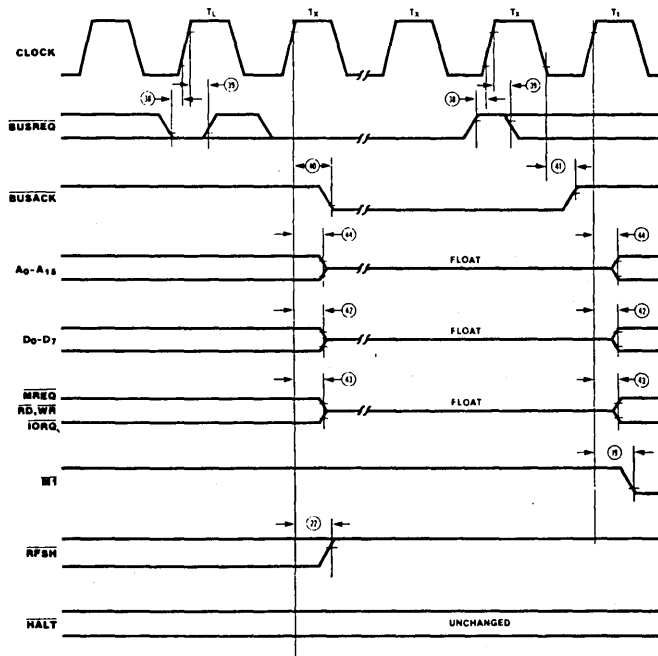 TL TX TX TX T1
CLOCK
38 39 38 39
BUSREQ
40 41
BUSACK
44 44
A0-A15 FLOAT
42 42
D0-D7 FLOAT
43 43
MREQ
RD, WR FLOAT
IORQ,
19
M1
22
RFSH
HALT UNCHANGED